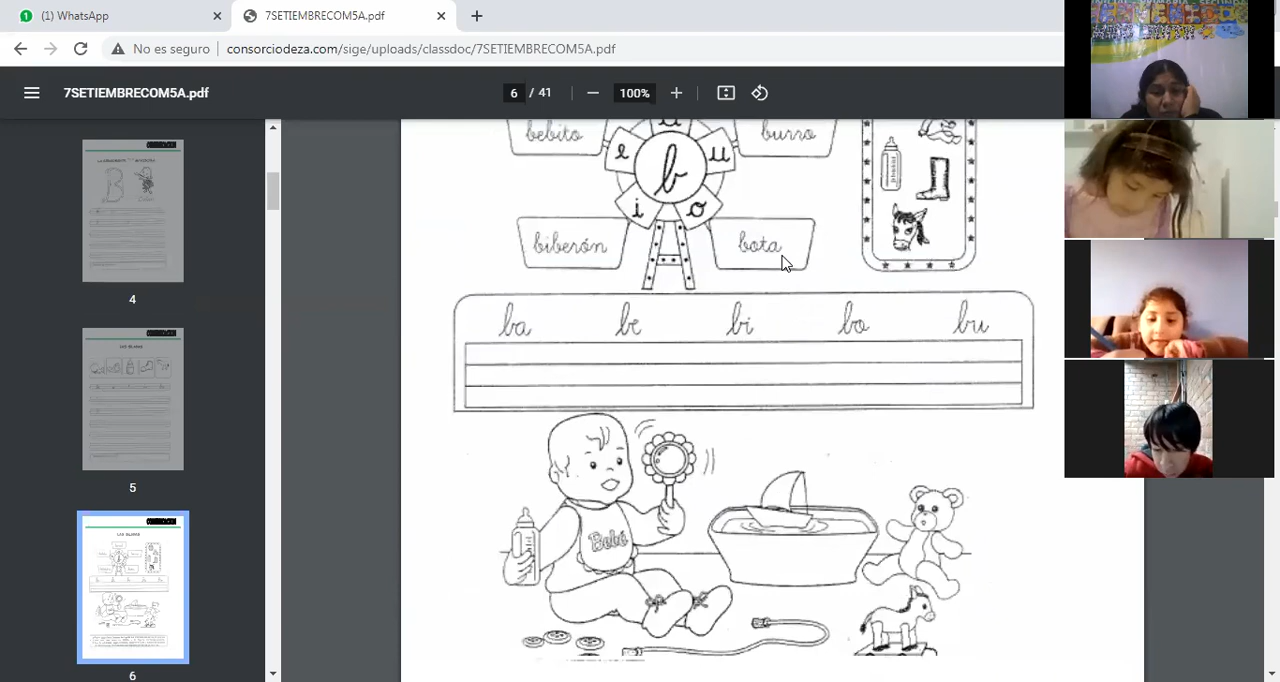 (1) WhatsApp
7SETIEMBRECOM5A.pdf
No es seguro
consorciodeza.com/sige/uploads/classdoc/7SETIEMBRECOM5A.pdf
7SETIEMBRECOM5A.pdf
6 / 41
100%
bebito
burro
e
b
u
i
o
biberón
bota
ba be bi bo bu
Bebé
4
5
6